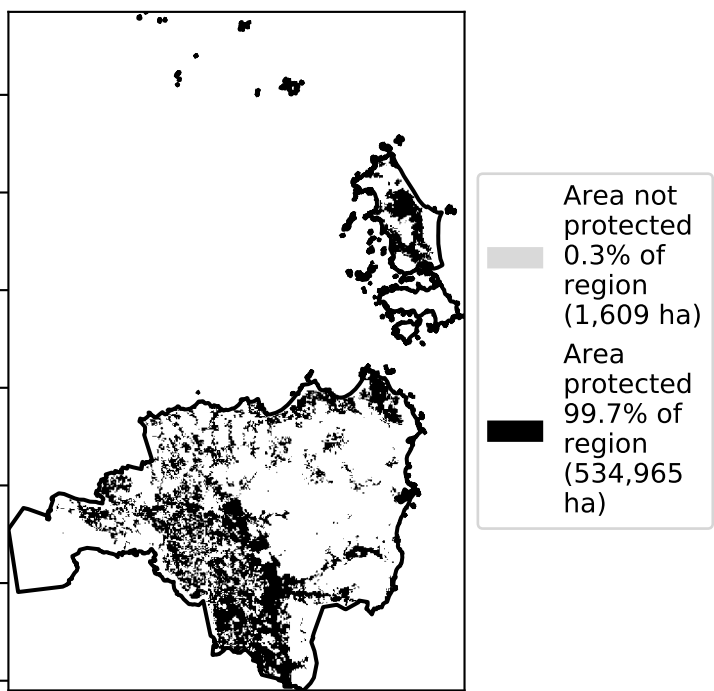 Area not
protected
0.3% of
region
(1,609 ha)
Area
protected
99.7% of
region
(534,965
ha)